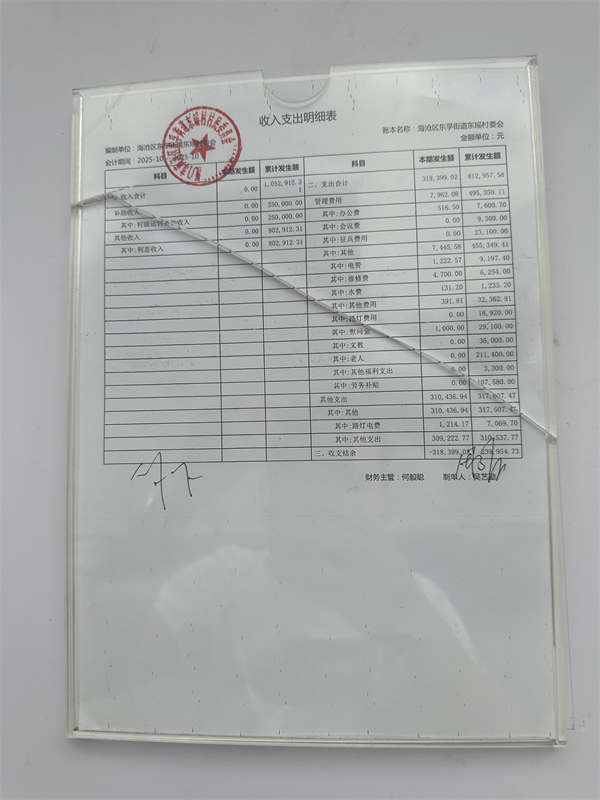 收入支出明细表
编制单位：海沧区东孚街道东瑶村委会 账本名称：海沧区东孚街道东瑶村委会
会计期间：2025-10 2025-10 金额单位：元
科目 本期发生额 累计发生额 科目 本期发生额 累计发生额
一、收入合计 0.00 1,052,912.31 二、支出合计 318,399.02 812,957.58
补助收入 0.00 250,000.00 管理费用 7,962.08 495,350.11
0.00 250,000.00 其中:办公费 516.50 7,600.70
其他收入 0.00 802,912.31 其中:会议费 0.00 9,300.00
其中:利息收入 0.00 802,912.31 其中:征兵费用 0.00 23,100.00
其中:其他 7,445.58 455,349.41
其中:电费 1,222.57 9,197.40
其中:维修费 4,700.00 6,254.00
其中:水费 131.20 1,235.20
其中:其他费用 391.81 32,362.81
其中:路灯费用 0.00 18,920.00
其中:慰问金 1,000.00 29,100.00
其中:文教 0.00 36,000.00
其中:老人 0.00 211,400.00
其中:其他福利支出 0.00 3,300.00
其中:劳务补贴 0.00 107,580.00
其他支出 310,436.94 317,607.47
其中:其他 310,436.94 317,607.47
其中:路灯电费 1,214.17 7,069.70
其中:其他支出 309,222.77 310,537.77
三、收支结余 -318,399.02 239,954.73
财务主管：何毅聪 制单人：吴艺勤